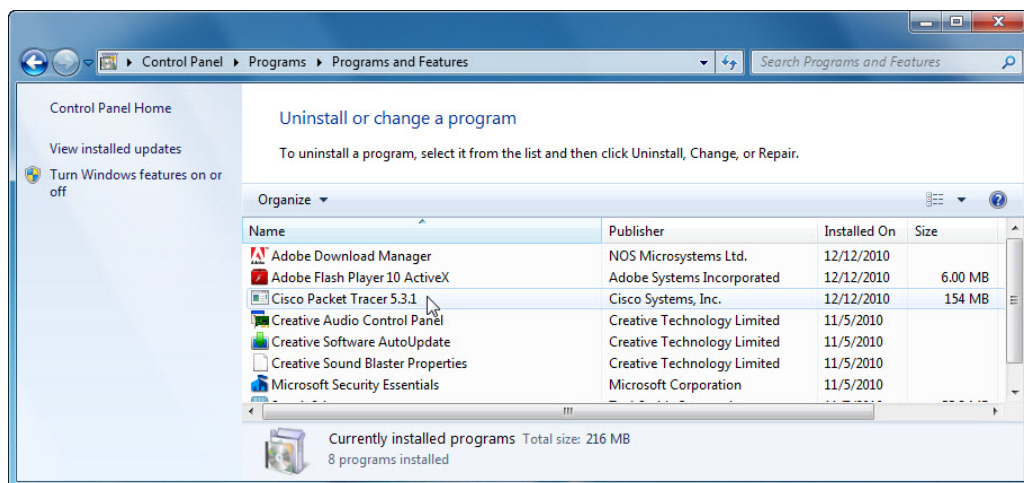 Control Panel Programs Programs and Features Search Programs and Features
Control Panel Home
View installed updates
Turn Windows features on or
off
Uninstall or change a program
To uninstall a program, select it from the list and then click Uninstall, Change, or Repair.
Organize
Name Publisher Installed On Size
Adobe Download Manager NOS Microsystems Ltd. 12/12/2010
Adobe Flash Player 10 ActiveX Adobe Systems Incorporated 12/12/2010 6.00 MB
Cisco Packet Tracer 5.3.1 Cisco Systems, Inc. 12/12/2010 154 MB
Creative Audio Control Panel Creative Technology Limited 11/5/2010
Creative Software AutoUpdate Creative Technology Limited 11/5/2010
Creative Sound Blaster Properties Creative Technology Limited 11/5/2010
Microsoft Security Essentials Microsoft Corporation 11/5/2010
Currently installed programs Total size: 216 MB
8 programs installed